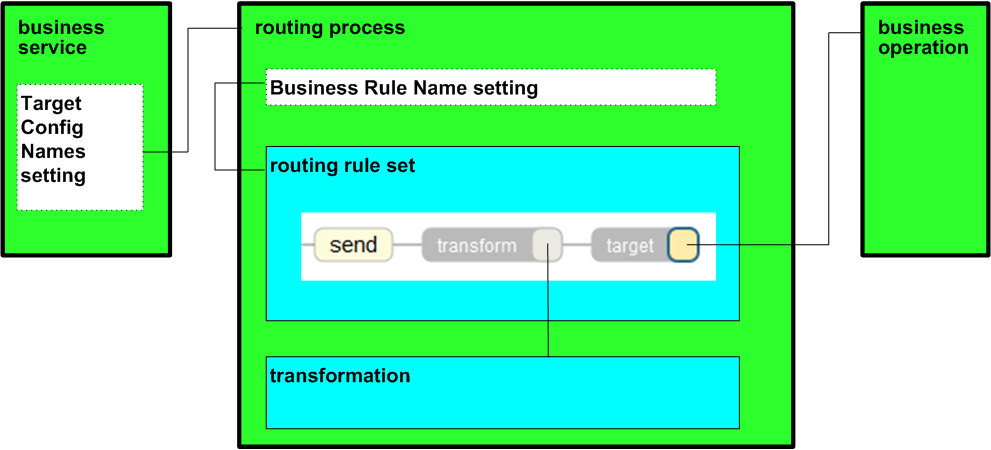 business
service
Target
Config
Names
setting
routing process
Business Rule Name setting
routing rule set
send
transform
target
transformation
business
operation